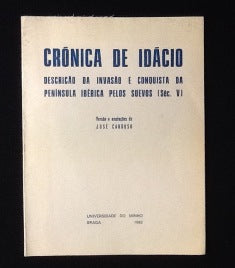 CRÓNICA DE IDÁCIO
DESCRIÇÃO DA INVASÃO E CONQUISTA DA
PENÍNSULA IBÉRICA PELOS SUEVOS (Séc. V)
Versão e anotações de
JOSÉ CARDOSO
UNIVERSIDADE DO MINHO
BRAGA 1982